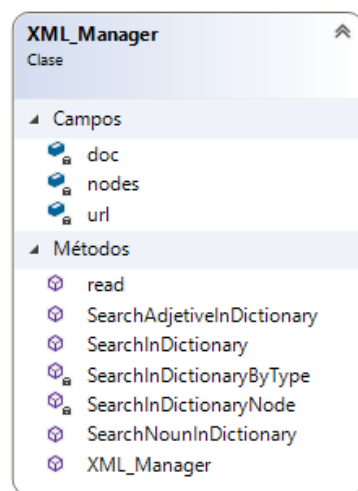 XML_Manager
Clase
Campos
doc
nodes
url
Métodos
read
SearchAdjetiveInDictionary
SearchInDictionary
SearchInDictionaryByType
SearchInDictionaryNode
SearchNounInDictionary
XML_Manager